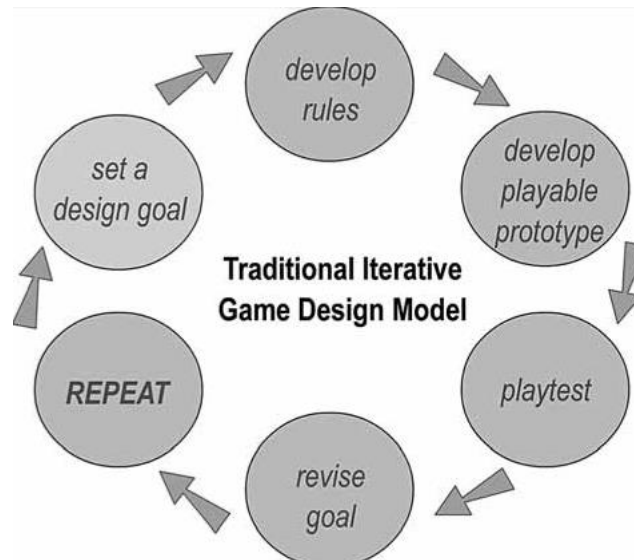 develop
rules
set a
design goal
develop
playable
prototype
Traditional Iterative
Game Design Model
REPEAT
playtest
revise
goal